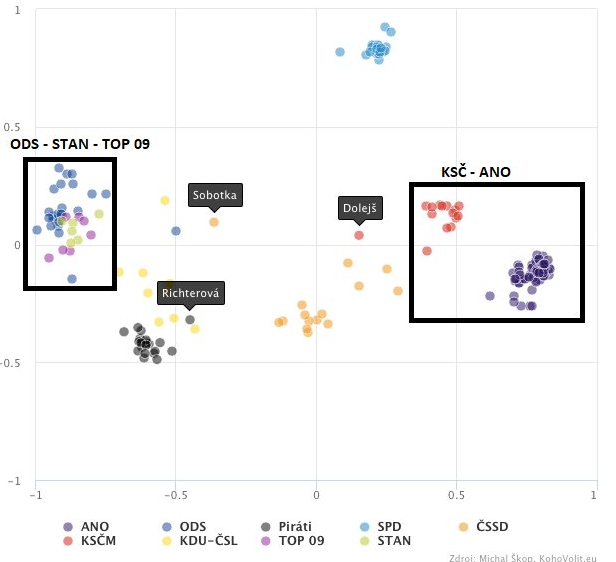 1
ODS - STAN - TOP 09
0.5
KSČ - ANO
Sobotka
Dolejš
0
Richterová
-0.5
-1
-1
-0.5
0
0.5
1
ANO
ODS
Piráti
SPD
ČSSD
KSČM
KDU-ČSL
TOP 09
STAN
Zdroj: Michal Škop, KohoVolit.eu